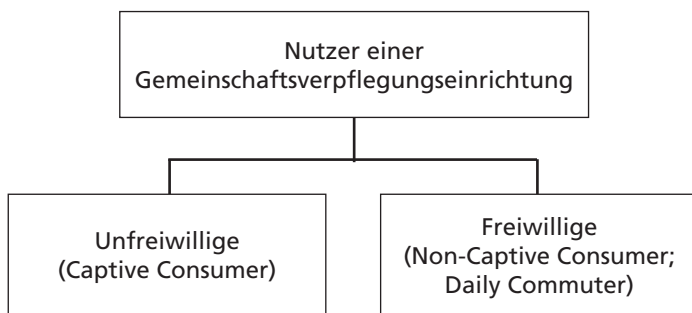 Nutzer einer
Gemeinschaftsverpflegungseinrichtung
Unfreiwillige
(Captive Consumer)
Freiwillige
(Non-Captive Consumer;
Daily Commuter)